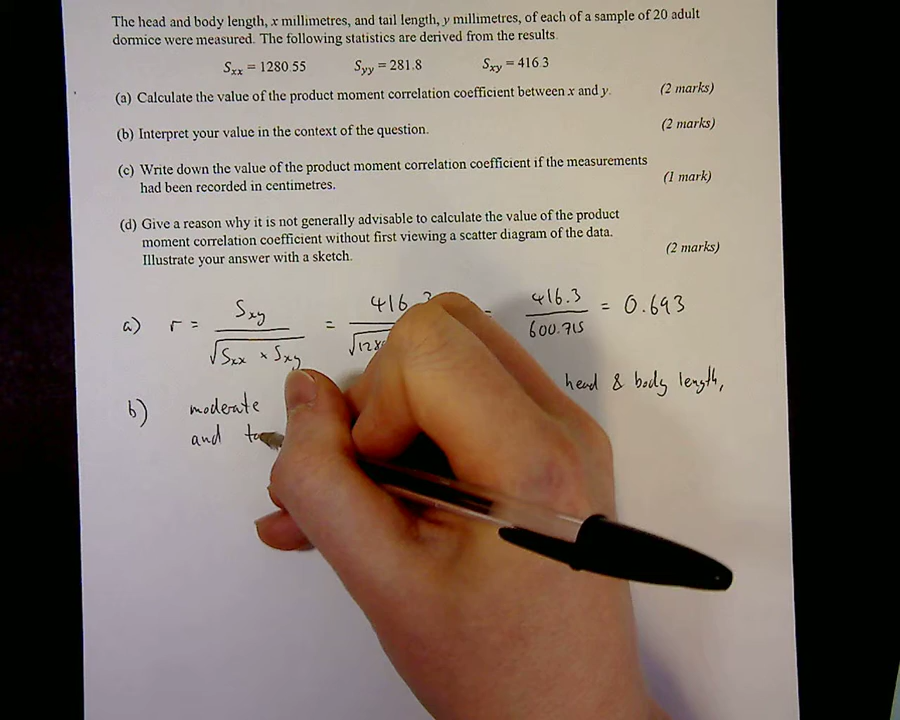 The head and body length, x millimetres, and tail length, y millimetres, of each of a sample of 20 adult
dormice were measured. The following statistics are derived from the results.
Sxx = 1280.55 Syy = 281.8 Sxy = 416.3
(a) Calculate the value of the product moment correlation coefficient between x and y. (2 marks)
(b) Interpret your value in the context of the question. (2 marks)
(c) Write down the value of the product moment correlation coefficient if the measurements
had been recorded in centimetres. (1 mark)
(d) Give a reason why it is not generally advisable to calculate the value of the product
moment correlation coefficient without first viewing a scatter diagram of the data.
Illustrate your answer with a sketch. (2 marks)
a) r = Sxy / √Sxx × Sxy = 416. / √128 = 416.3 / 600.715 = 0.693
b) moderate head & body length,
and